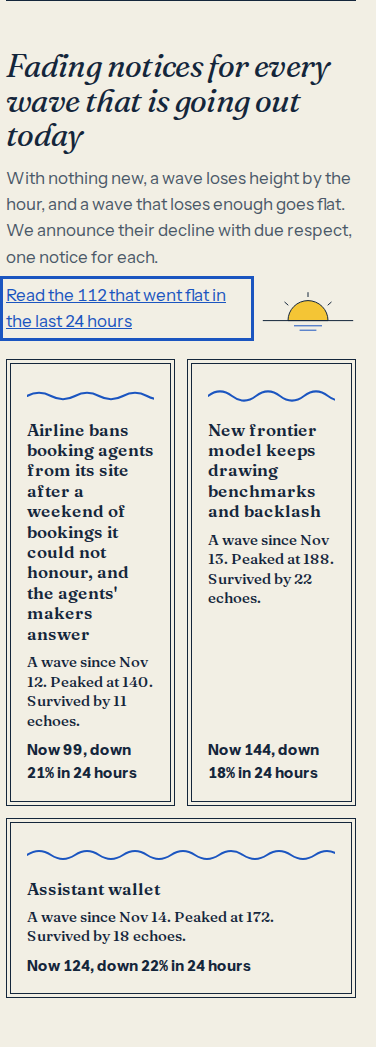 Fading notices for every
wave that is going out
today
With nothing new, a wave loses height by the
hour, and a wave that loses enough goes flat.
We announce their decline with due respect,
one notice for each.
Read the 112 that went flat in
the last 24 hours
Airline bans
booking agents
from its site
after a
weekend of
bookings it
could not
honour, and
the agents'
makers
answer
A wave since Nov
12. Peaked at 140.
Survived by 11
echoes.
Now 99, down
21% in 24 hours
New frontier
model keeps
drawing
benchmarks
and backlash
A wave since Nov
13. Peaked at 188.
Survived by 22
echoes.
Now 144, down
18% in 24 hours
Assistant wallet
A wave since Nov 14. Peaked at 172.
Survived by 18 echoes.
Now 124, down 22% in 24 hours